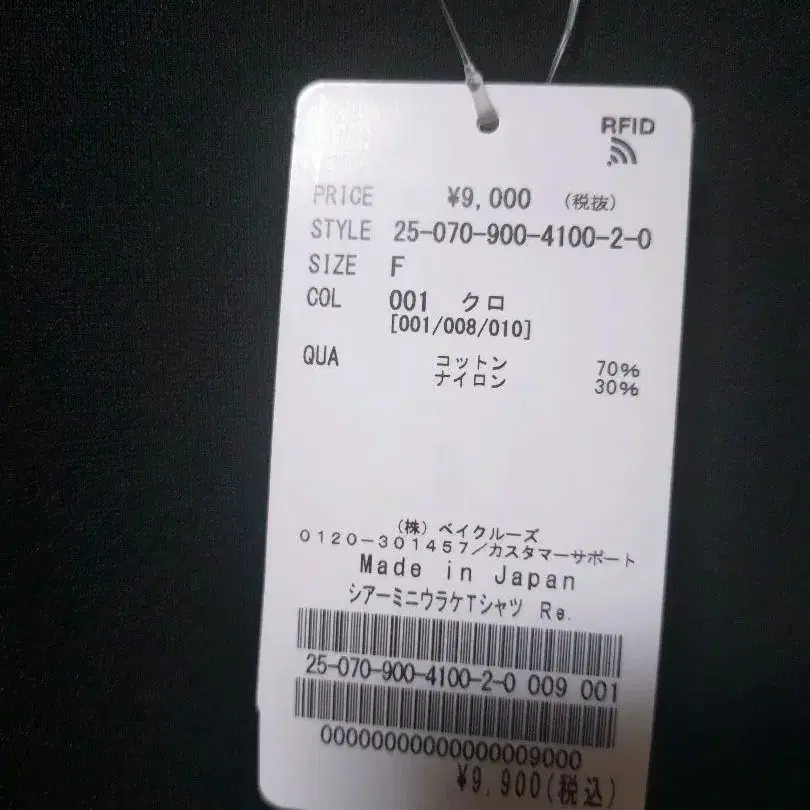 RFID
PRICE ¥9,000 (税抜)
STYLE 25-070-900-4100-2-0
SIZE F
COL 001 クロ
[001/008/010]
QUA コットン 70%
ナイロン 30%
(株)ベイクルーズ
0120-301457/カスタマーサポート
Made in Japan
シアーミニウラケTシャツ Re.
25-070-900-4100-2-0 009 001
00000000000000009000
¥9,900(税込)